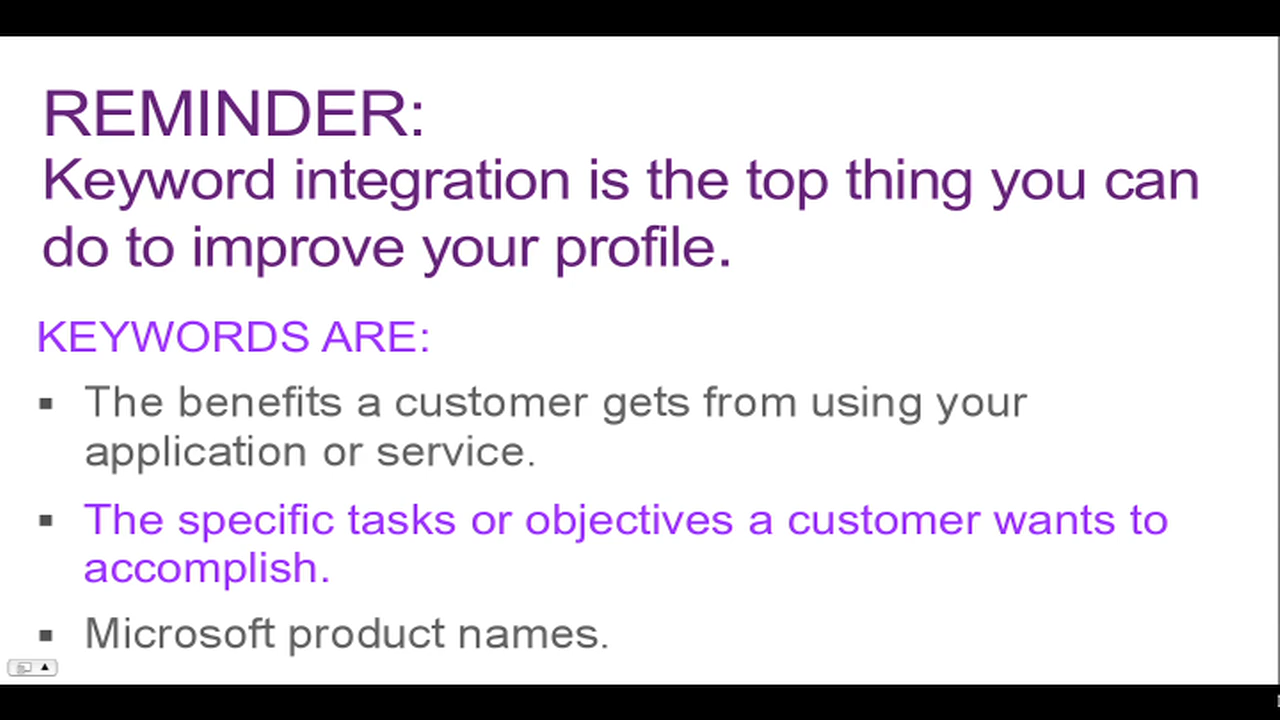 REMINDER:
Keyword integration is the top thing you can
do to improve your profile.
KEYWORDS ARE:
▪ The benefits a customer gets from using your
application or service.
▪ The specific tasks or objectives a customer wants to
accomplish.
▪ Microsoft product names.